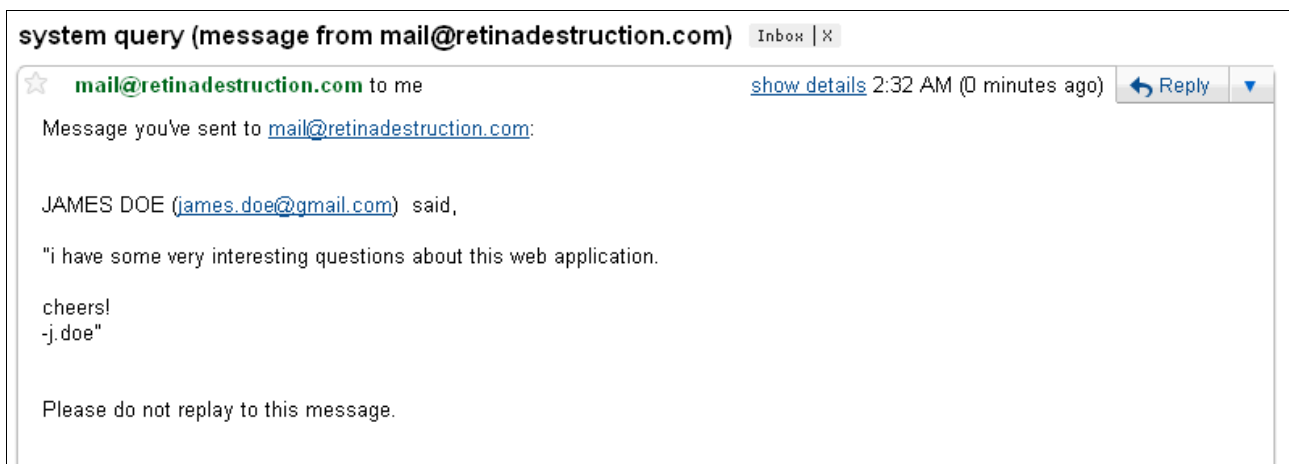 system query (message from mail@retinadestruction.com) Inbox | X
mail@retinadestruction.com to me show details 2:32 AM (0 minutes ago) Reply
Message you've sent to mail@retinadestruction.com:
JAMES DOE (james.doe@gmail.com) said,
"i have some very interesting questions about this web application.
cheers!
-j.doe"
Please do not replay to this message.